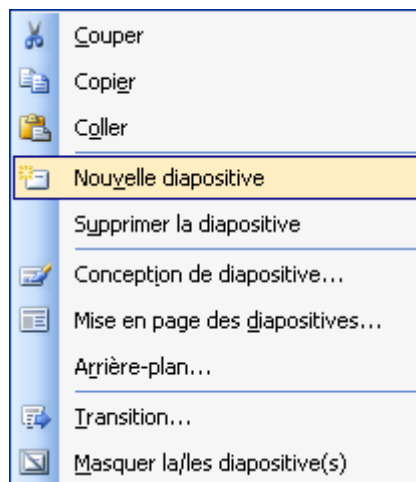 Couper
Copier
Coller
Nouvelle diapositive
Supprimer la diapositive
Conception de diapositive...
Mise en page des diapositives...
Arrière-plan...
Transition...
Masquer la/les diapositive(s)